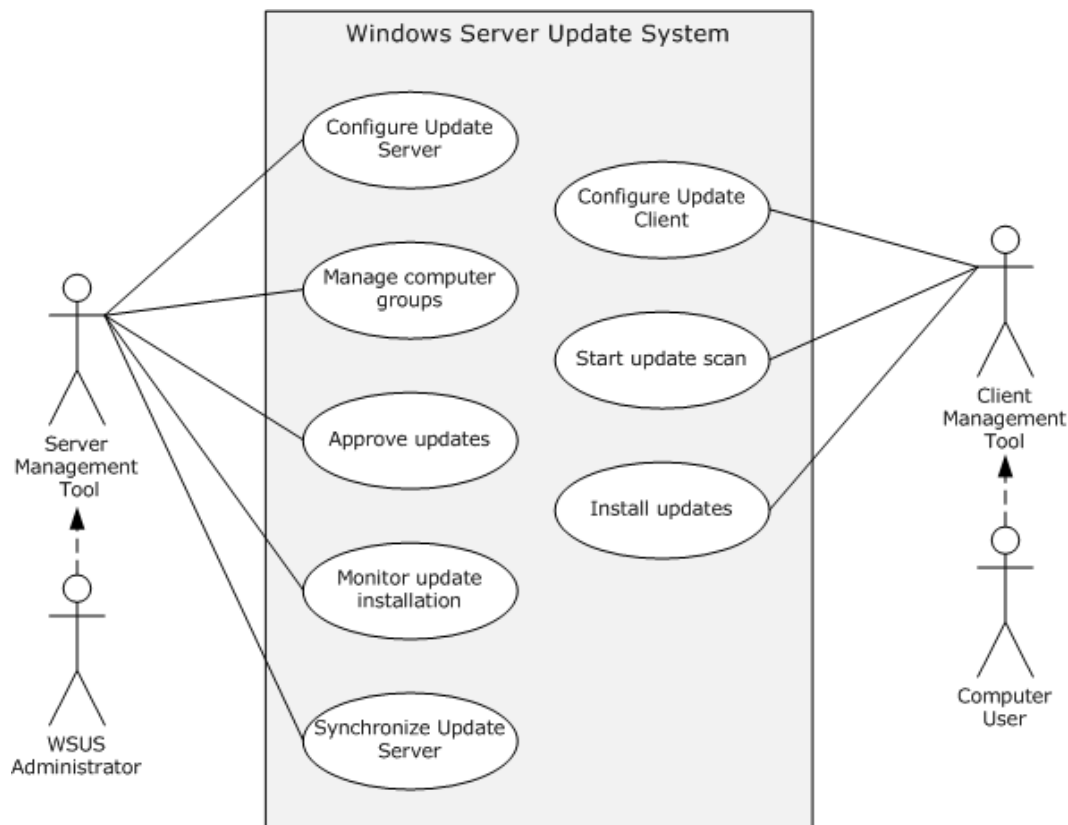 Windows Server Update System
Configure Update
Server
Manage computer
groups
Approve updates
Monitor update
installation
Synchronize Update
Server
Configure Update
Client
Start update scan
Install updates
Server
Management
Tool
WSUS
Administrator
Client
Management
Tool
Computer
User